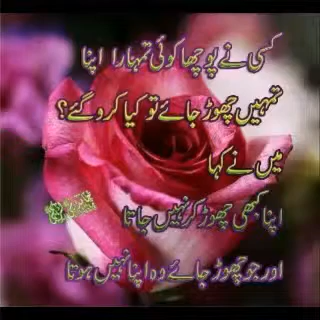 کسی نے پوچھا کوئی تمہارا اپنا
تمہیں چھوڑ جائے تو کیا کرو گئے؟
میں نے کہا
اپنا کبھی چھوڑ کر نہیں جاتا
اور جو چھوڑ جائے وہ اپنا نہیں ہوتا